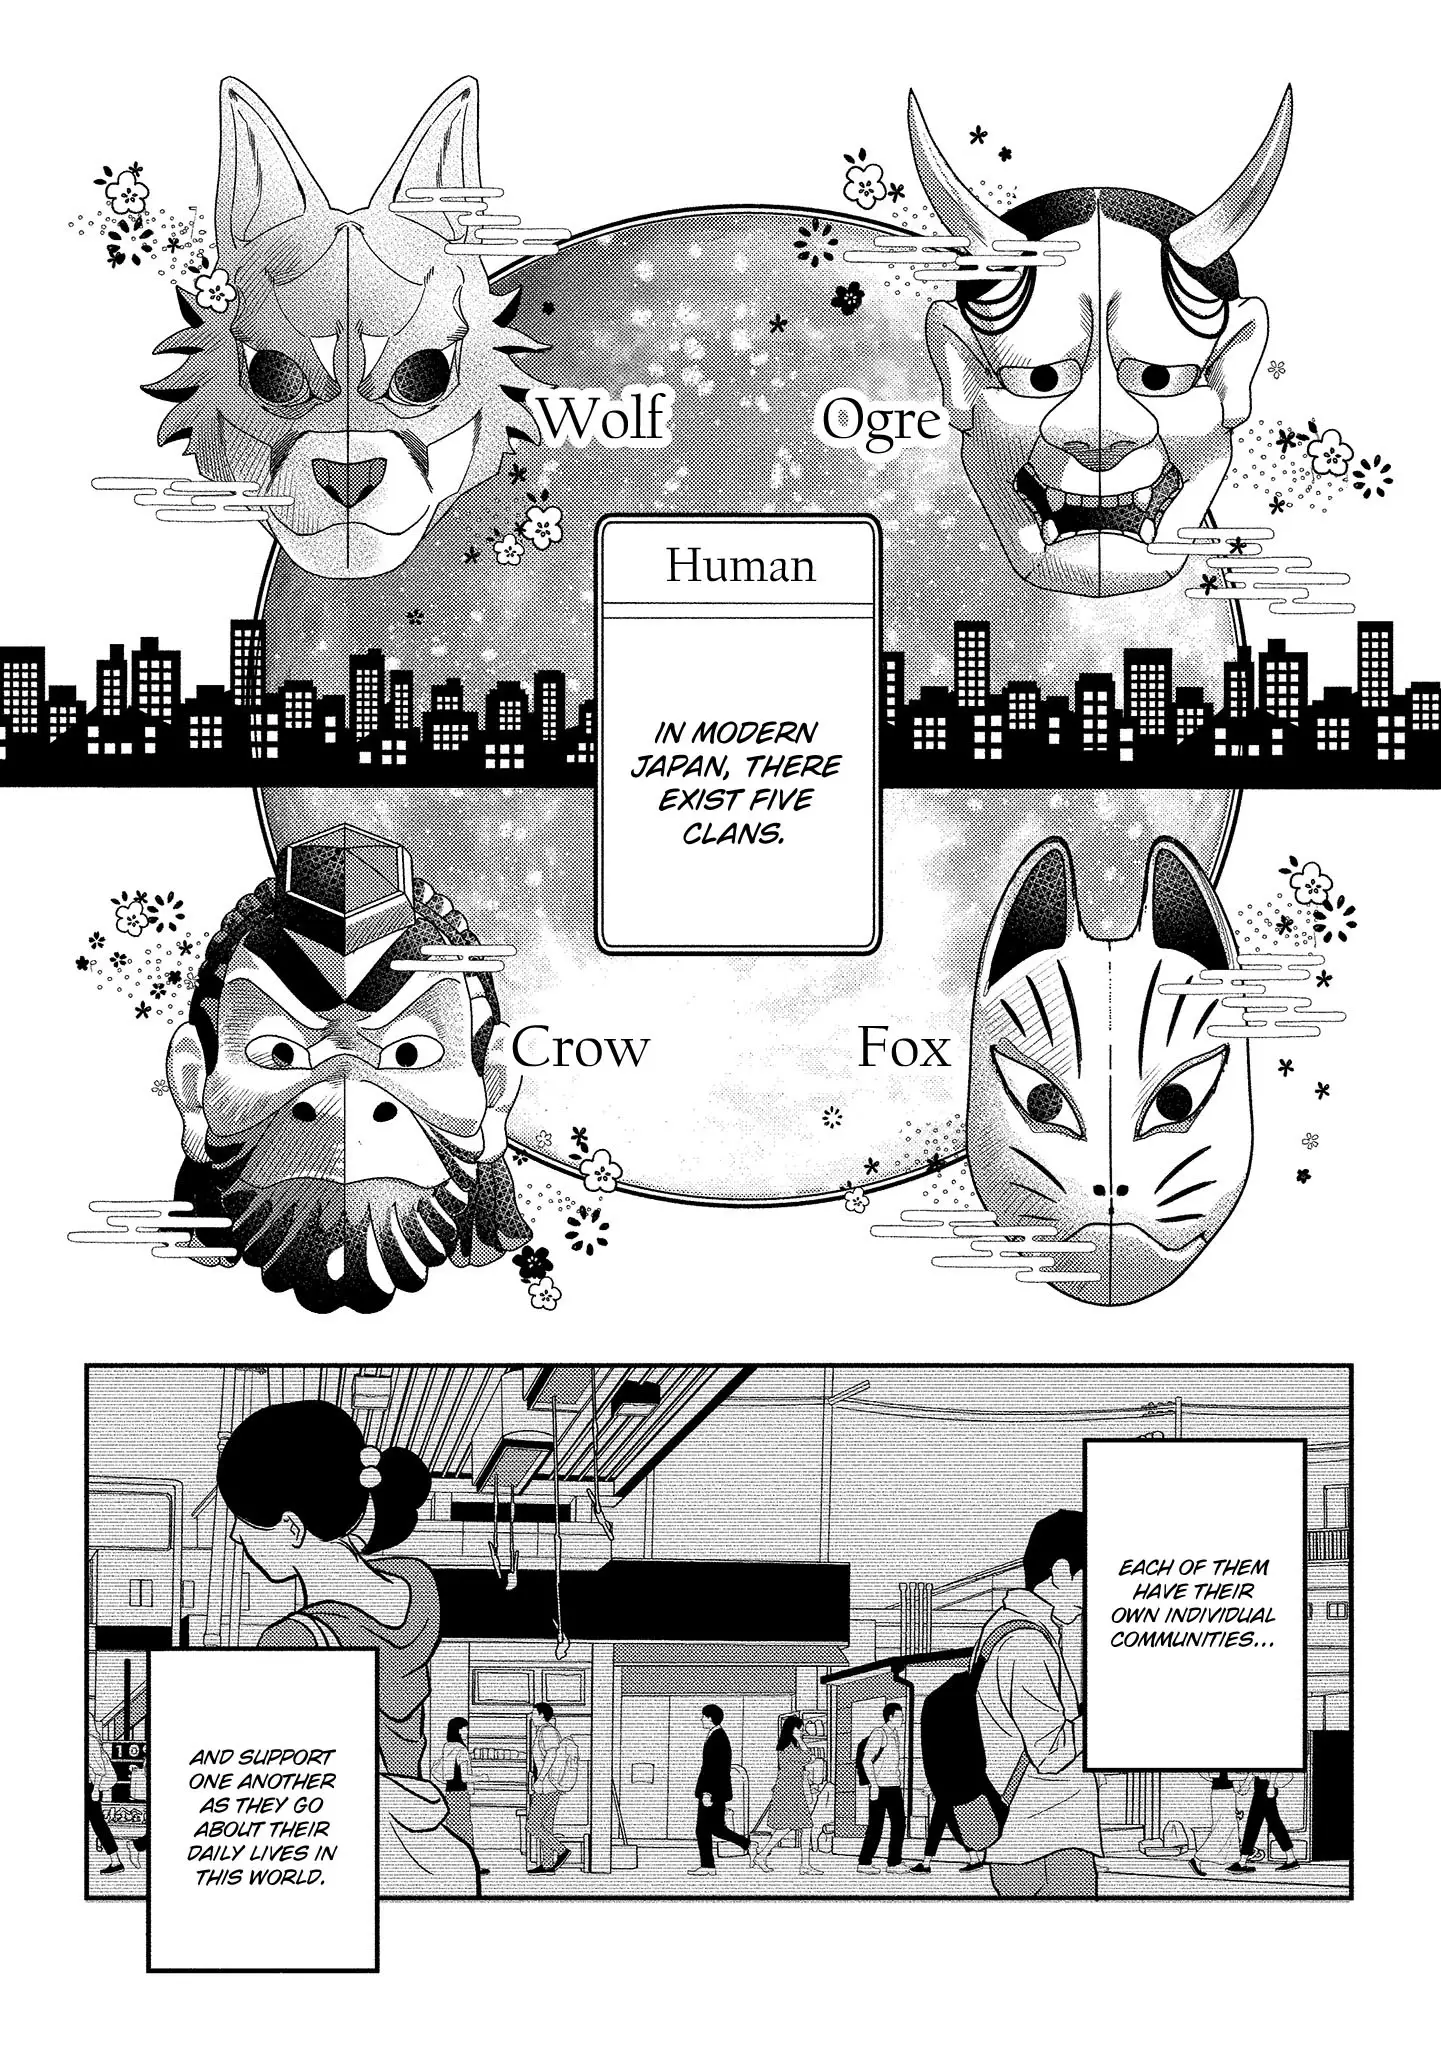 Wolf
Ogre
Human
IN MODERN
JAPAN, THERE
EXIST FIVE
CLANS.
Crow
Fox
EACH OF THEM
HAVE THEIR
OWN INDIVIDUAL
COMMUNITIES...
AND SUPPORT
ONE ANOTHER
AS THEY GO
ABOUT THEIR
DAILY LIVES IN
THIS WORLD.